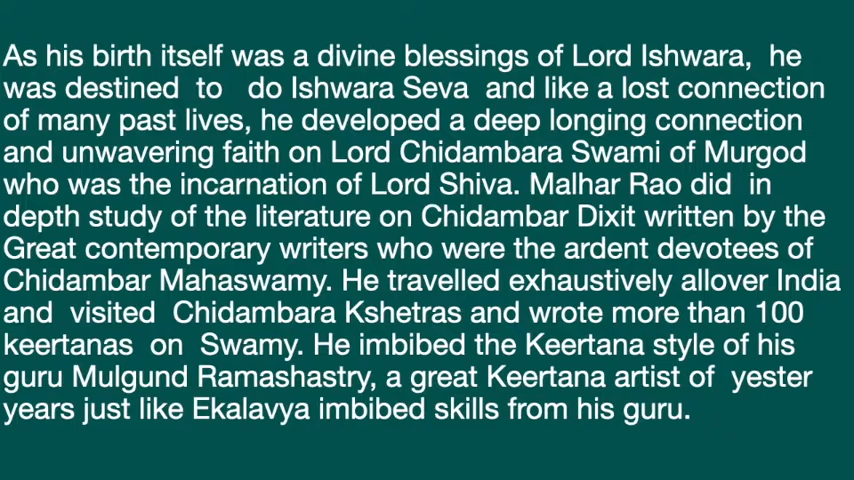 As his birth itself was a divine blessings of Lord Ishwara,  he
was destined  to   do Ishwara Seva  and like a lost connection
of many past lives, he developed a deep longing connection
and unwavering faith on Lord Chidambara Swami of Murgod
who was the incarnation of Lord Shiva. Malhar Rao did  in
depth study of the literature on Chidambar Dixit written by the
Great contemporary writers who were the ardent devotees of
Chidambar Mahaswamy. He travelled exhaustively allover India
and  visited  Chidambara Kshetras and wrote more than 100
keertanas  on  Swamy. He imbibed the Keertana style of his
guru Mulgund Ramashastry, a great Keertana artist of  yester
years just like Ekalavya imbibed skills from his guru.